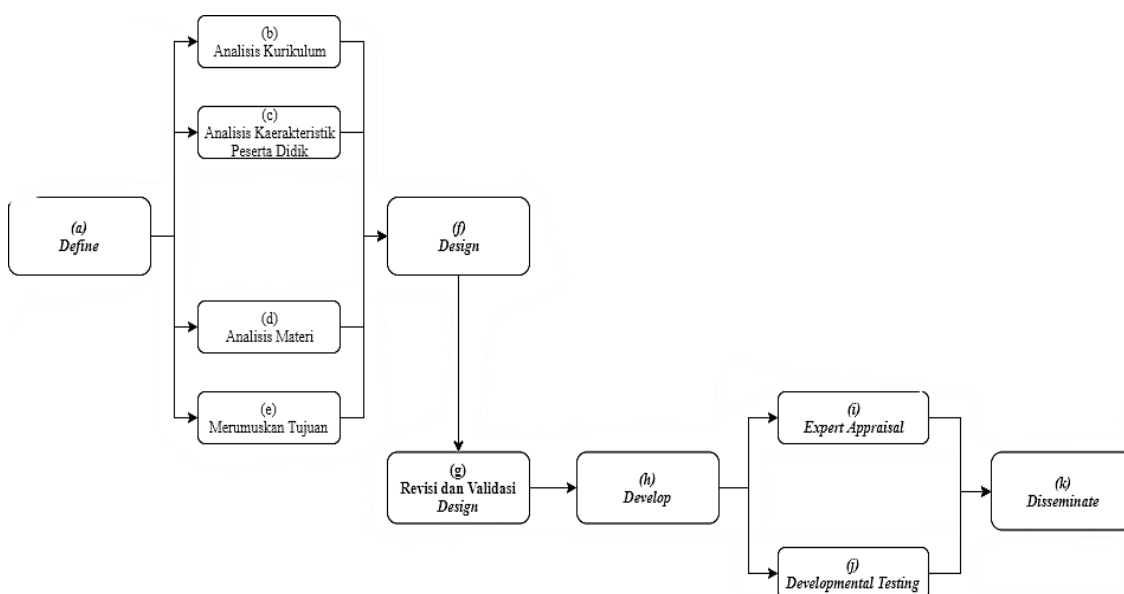 (a)
Define
(b)
Analisis Kurikulum
(c)
Analisis Kaerakteristik
Peserta Didik
(d)
Analisis Materi
(e)
Merumuskan Tujuan
(f)
Design
(g)
Revisi dan Validasi
Design
(h)
Develop
(i)
Expert Appraisal
(j)
Developmental Testing
(k)
Disseminate